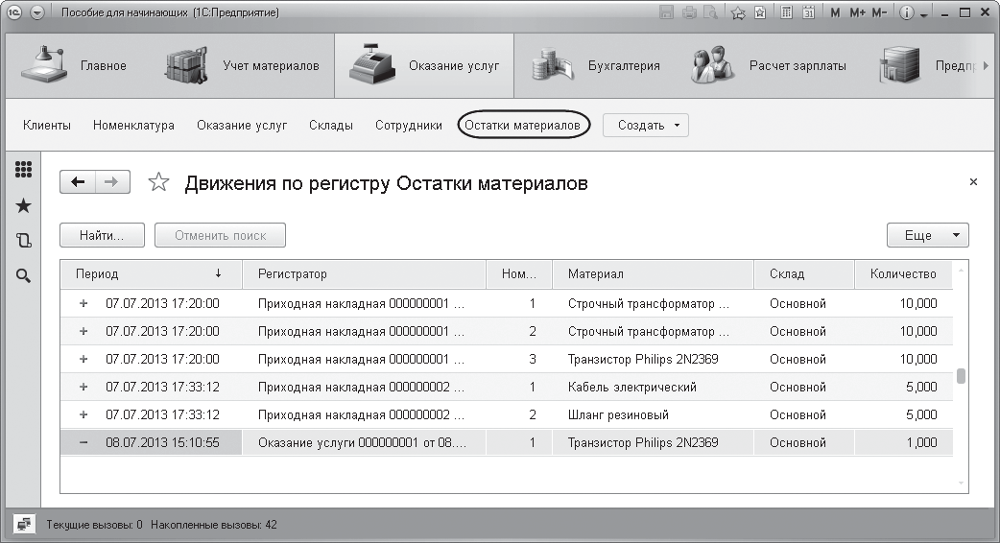 Пособие для начинающих (1С:Предприятие)
M M+ M-
Главное Учет материалов Оказание услуг Бухгалтерия Расчет зарплаты Предпр
Клиенты Номенклатура Оказание услуг Склады Сотрудники Остатки материалов Создать
Движения по регистру Остатки материалов
Найти... Отменить поиск Еще
Период Регистратор Ном... Материал Склад Количество
+ 07.07.2013 17:20:00 Приходная накладная 000000001 ... 1 Строчный трансформатор ... Основной 10,000
+ 07.07.2013 17:20:00 Приходная накладная 000000001 ... 2 Строчный трансформатор ... Основной 10,000
+ 07.07.2013 17:20:00 Приходная накладная 000000001 ... 3 Транзистор Philips 2N2369 Основной 10,000
+ 07.07.2013 17:33:12 Приходная накладная 000000002 ... 1 Кабель электрический Основной 5,000
+ 07.07.2013 17:33:12 Приходная накладная 000000002 ... 2 Шланг резиновый Основной 5,000
− 08.07.2013 15:10:55 Оказание услуги 000000001 от 08.... 1 Транзистор Philips 2N2369 Основной 1,000
Текущие вызовы: 0 Накопленные вызовы: 42